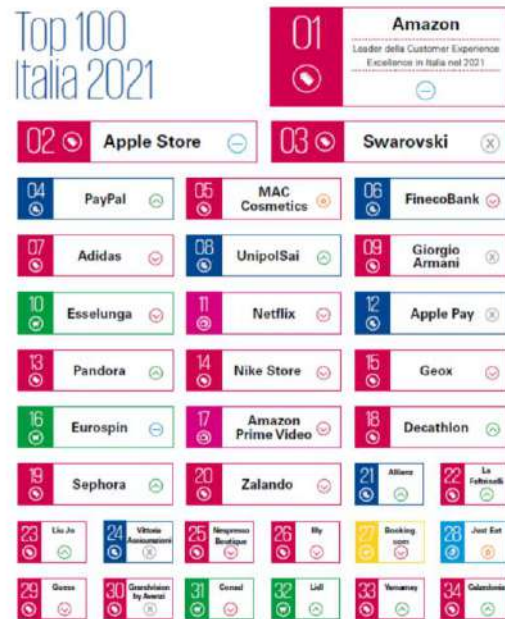 Top 100
Italia 2021
01
Amazon
Leader della Customer Experience
Excellence in Italia nel 2021
02
Apple Store
03
Swarovski
04
PayPal
05
MAC
Cosmetics
06
FinecoBank
07
Adidas
08
UnipolSai
09
Giorgio
Armani
10
Esselunga
11
Netflix
12
Apple Pay
13
Pandora
14
Nike Store
15
Geox
16
Eurospin
17
Amazon
Prime Video
18
Decathlon
19
Sephora
20
Zalando
21
Allianz
22
La
Feltrinelli
23
Liu Jo
24
Vittoria
Assicurazioni
25
Nespresso
Boutique
26
Illy
27
Booking.
com
28
Just Eat
29
Guess
30
Grandvision
by Avanzi
31
Conad
32
Lidl
33
Yamamay
34
Calzedonia